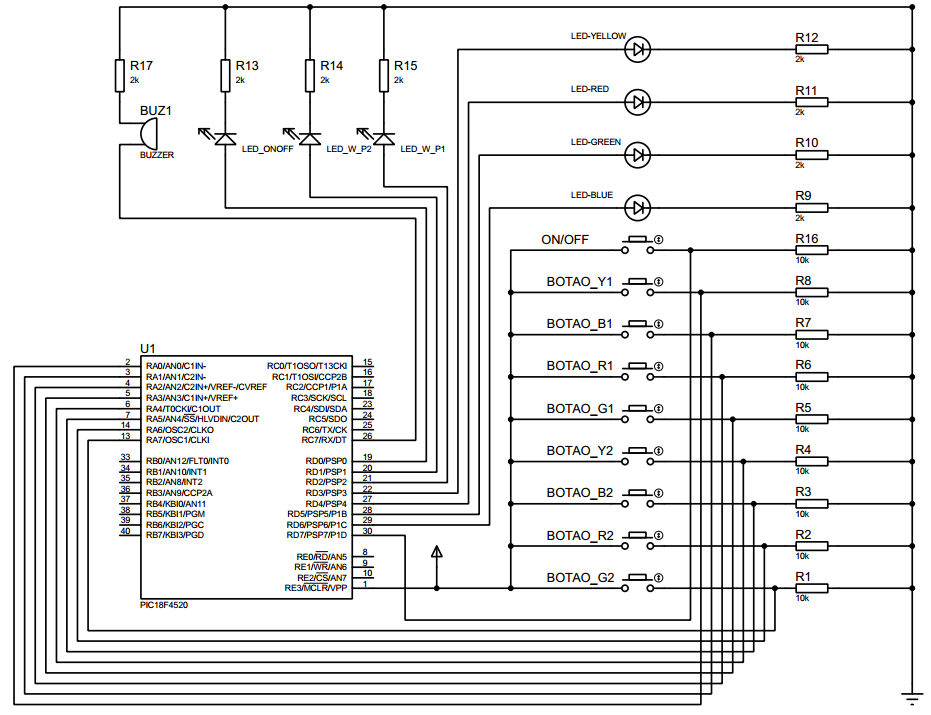 R17
2k
R13
2k
R14
2k
R15
2k
BUZ1
BUZZER
LED_ONOFF
LED_W_P2
LED_W_P1
LED-YELLOW
R12
2k
LED-RED
R11
2k
LED-GREEN
R10
2k
LED-BLUE
R9
2k
ON/OFF
R16
10k
BOTAO_Y1
R8
10k
BOTAO_B1
R7
10k
BOTAO_R1
R6
10k
BOTAO_G1
R5
10k
BOTAO_Y2
R4
10k
BOTAO_B2
R3
10k
BOTAO_R2
R2
10k
BOTAO_G2
R1
10k
U1
2 RA0/AN0/C1IN-
3 RA1/AN1/C2IN-
4 RA2/AN2/C2IN+/VREF-/CVREF
5 RA3/AN3/C1IN+/VREF+
6 RA4/T0CKI/C1OUT
7 RA5/AN4/SS/HLVDIN/C2OUT
14 RA6/OSC2/CLKO
13 RA7/OSC1/CLKI
33 RB0/AN12/FLT0/INT0
34 RB1/AN10/INT1
35 RB2/AN8/INT2
36 RB3/AN9/CCP2A
37 RB4/KBI0/AN11
38 RB5/KBI1/PGM
39 RB6/KBI2/PGC
40 RB7/KBI3/PGD
RC0/T1OSO/T13CKI 15
RC1/T1OSI/CCP2B 16
RC2/CCP1/P1A 17
RC3/SCK/SCL 18
RC4/SDI/SDA 23
RC5/SDO 24
RC6/TX/CK 25
RC7/RX/DT 26
RD0/PSP0 19
RD1/PSP1 20
RD2/PSP2 21
RD3/PSP3 22
RD4/PSP4 27
RD5/PSP5/P1B 28
RD6/PSP6/P1C 29
RD7/PSP7/P1D 30
RE0/RD/AN5 8
RE1/WR/AN6 9
RE2/CS/AN7 10
RE3/MCLR/VPP 1
PIC18F4520